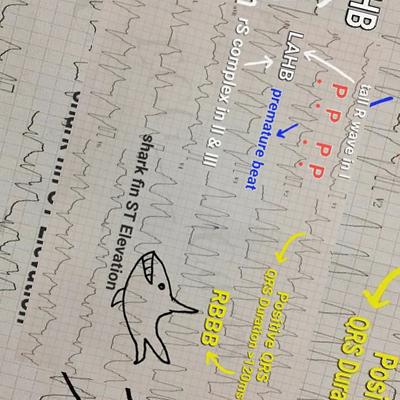 HB
tall R wave in I
P P P P
LAHB
premature beat
rS complex in II & III
Posi
QRS Dura
Positive QRS
QRS Duration >120ms
RBBB
shark fin ST Elevation
V2